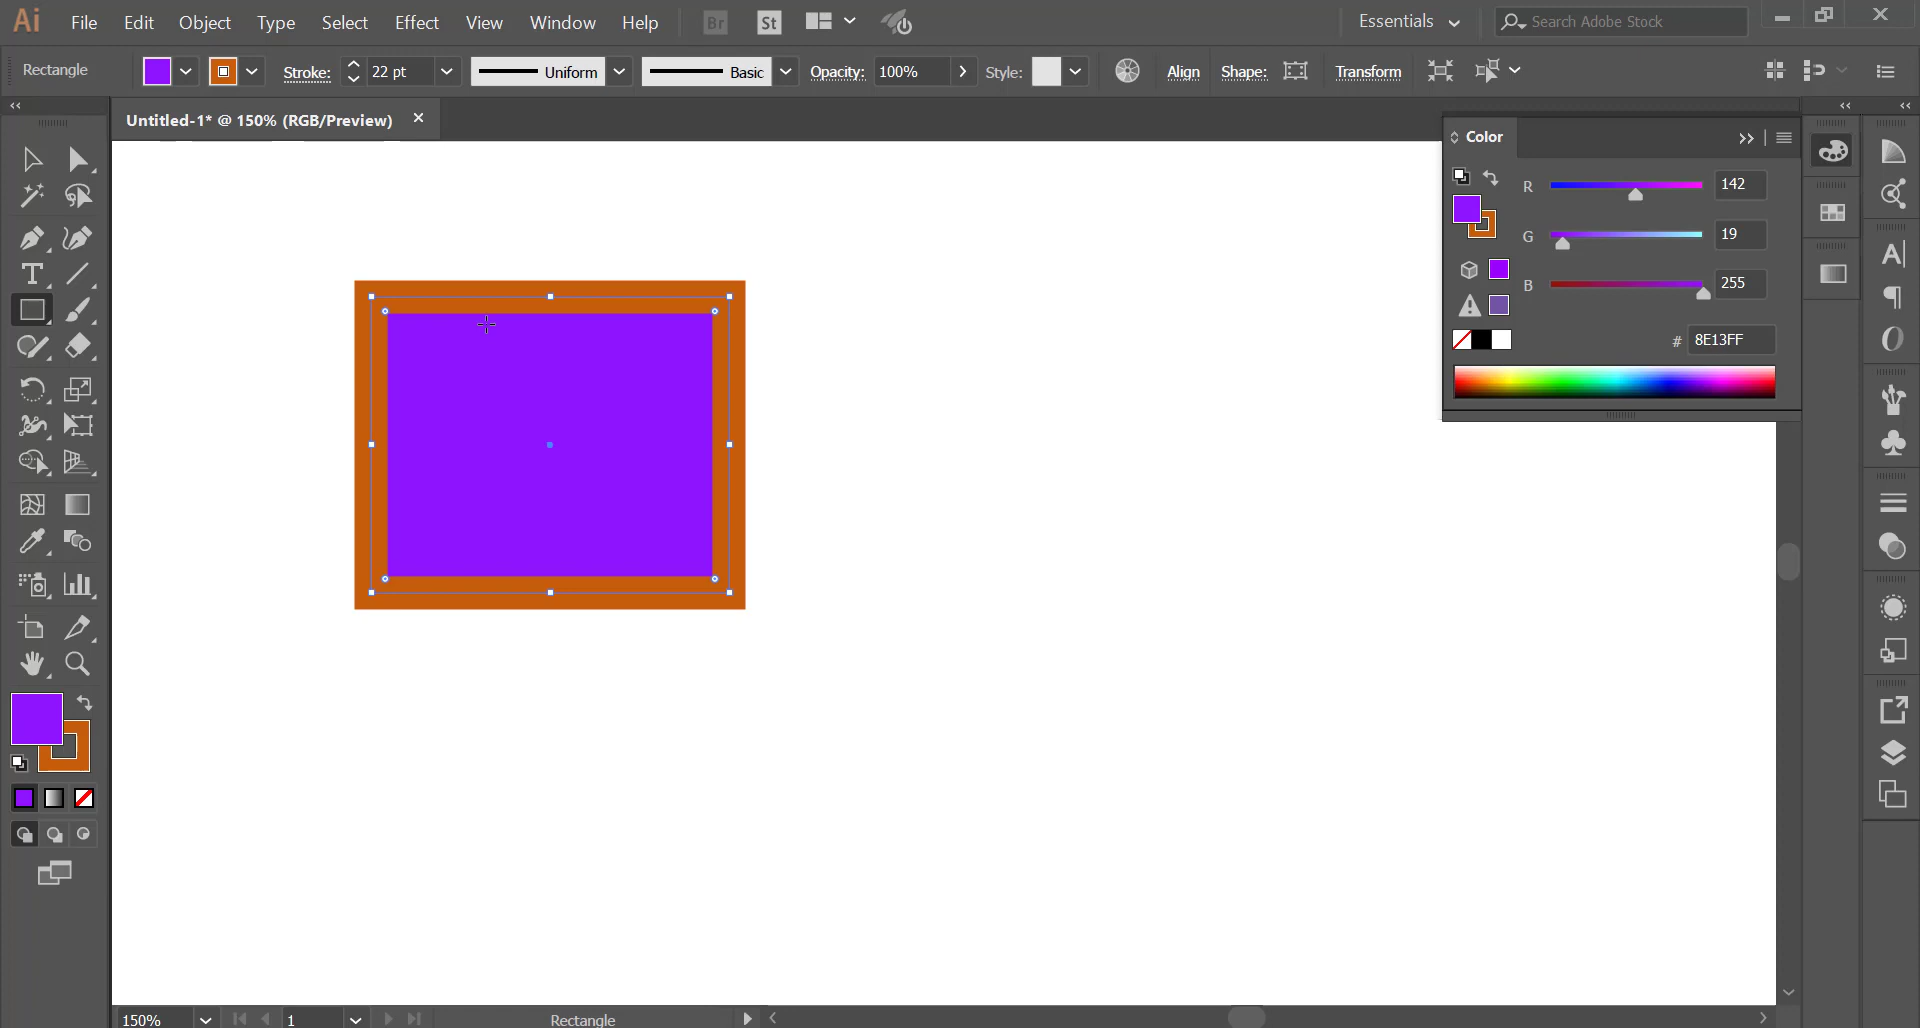 Ai File Edit Object Type Select Effect View Window Help Br St Essentials Search Adobe Stock
Rectangle Stroke: 22 pt Uniform Basic Opacity: 100% Style: Align Shape: Transform
Untitled-1* @ 150% (RGB/Preview)
Color
R 142
G 19
B 255
# 8E13FF
150% 1 Rectangle